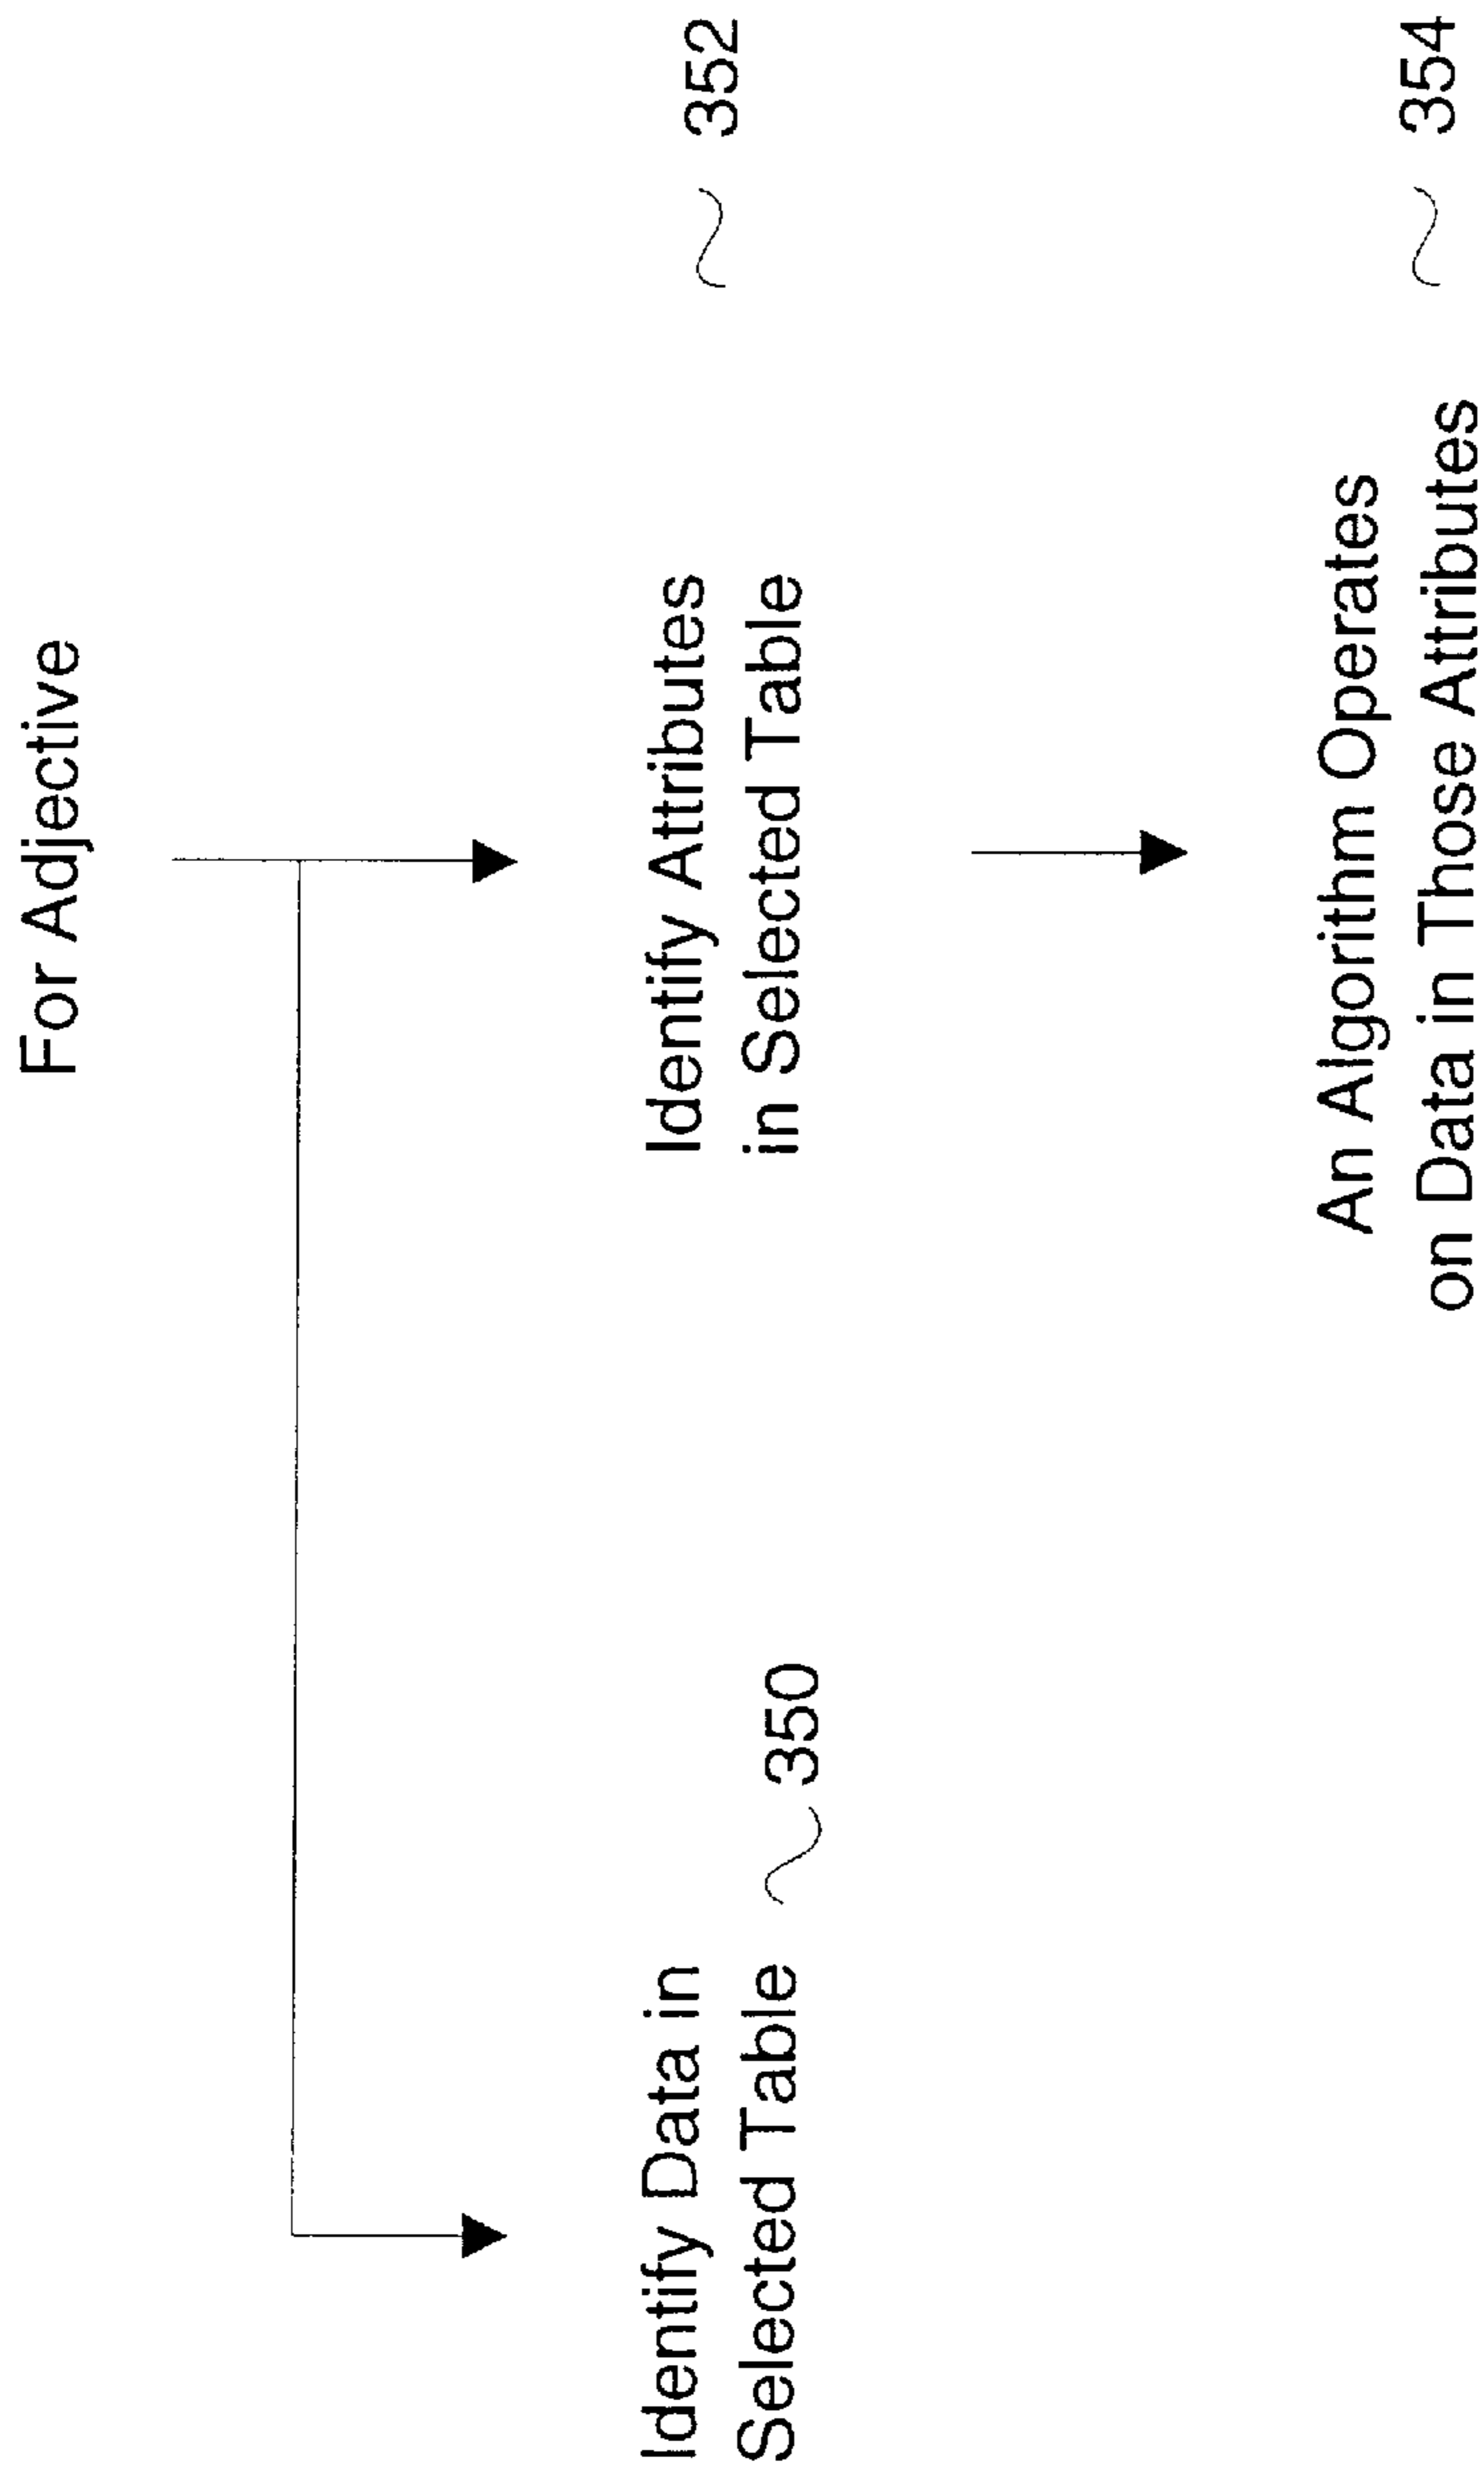 For Adjective
Identify Data in
Selected Table ~ 350
Identify Attributes
in Selected Table
352
An Algorithm Operates
on Data in Those Attributes
354